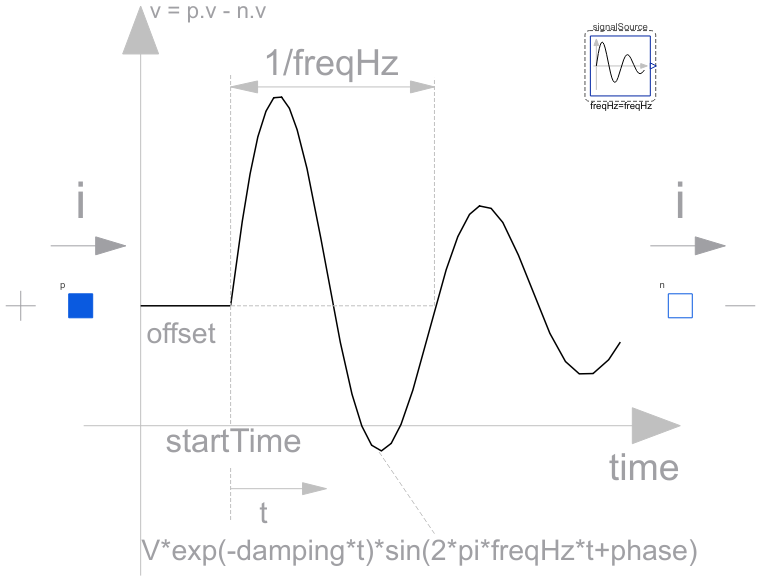 v = p.v - n.v
signalSource
1/freqHz
freqHz=freqHz
i
i
p
n
offset
startTime
time
t
V*exp(-damping*t)*sin(2*pi*freqHz*t+phase)